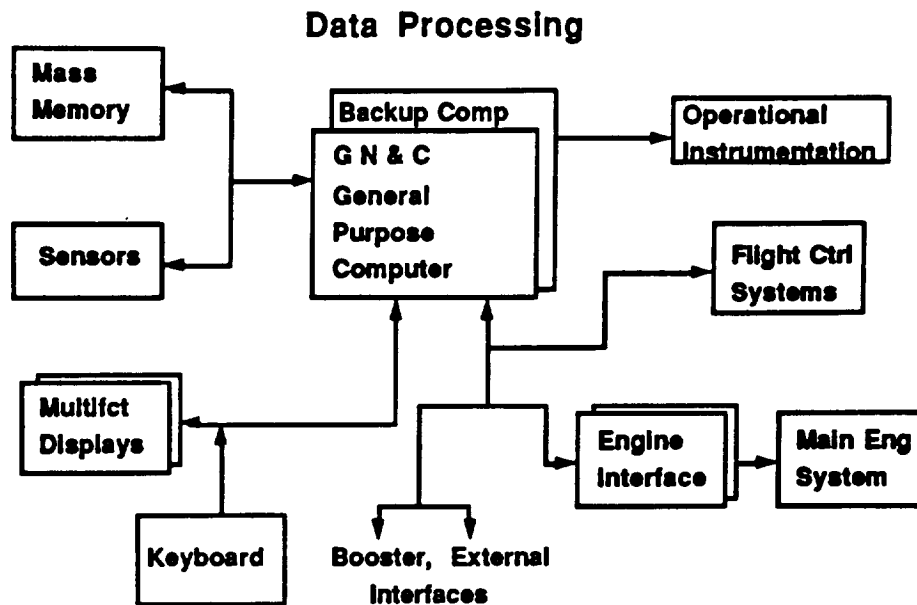 Data Processing
Mass
Memory
Backup Comp
G N & C
General
Purpose
Computer
Operational
Instrumentation
Sensors
Flight Ctrl
Systems
Multifct
Displays
Engine
Interface
Main Eng
System
Keyboard
Booster, External
Interfaces